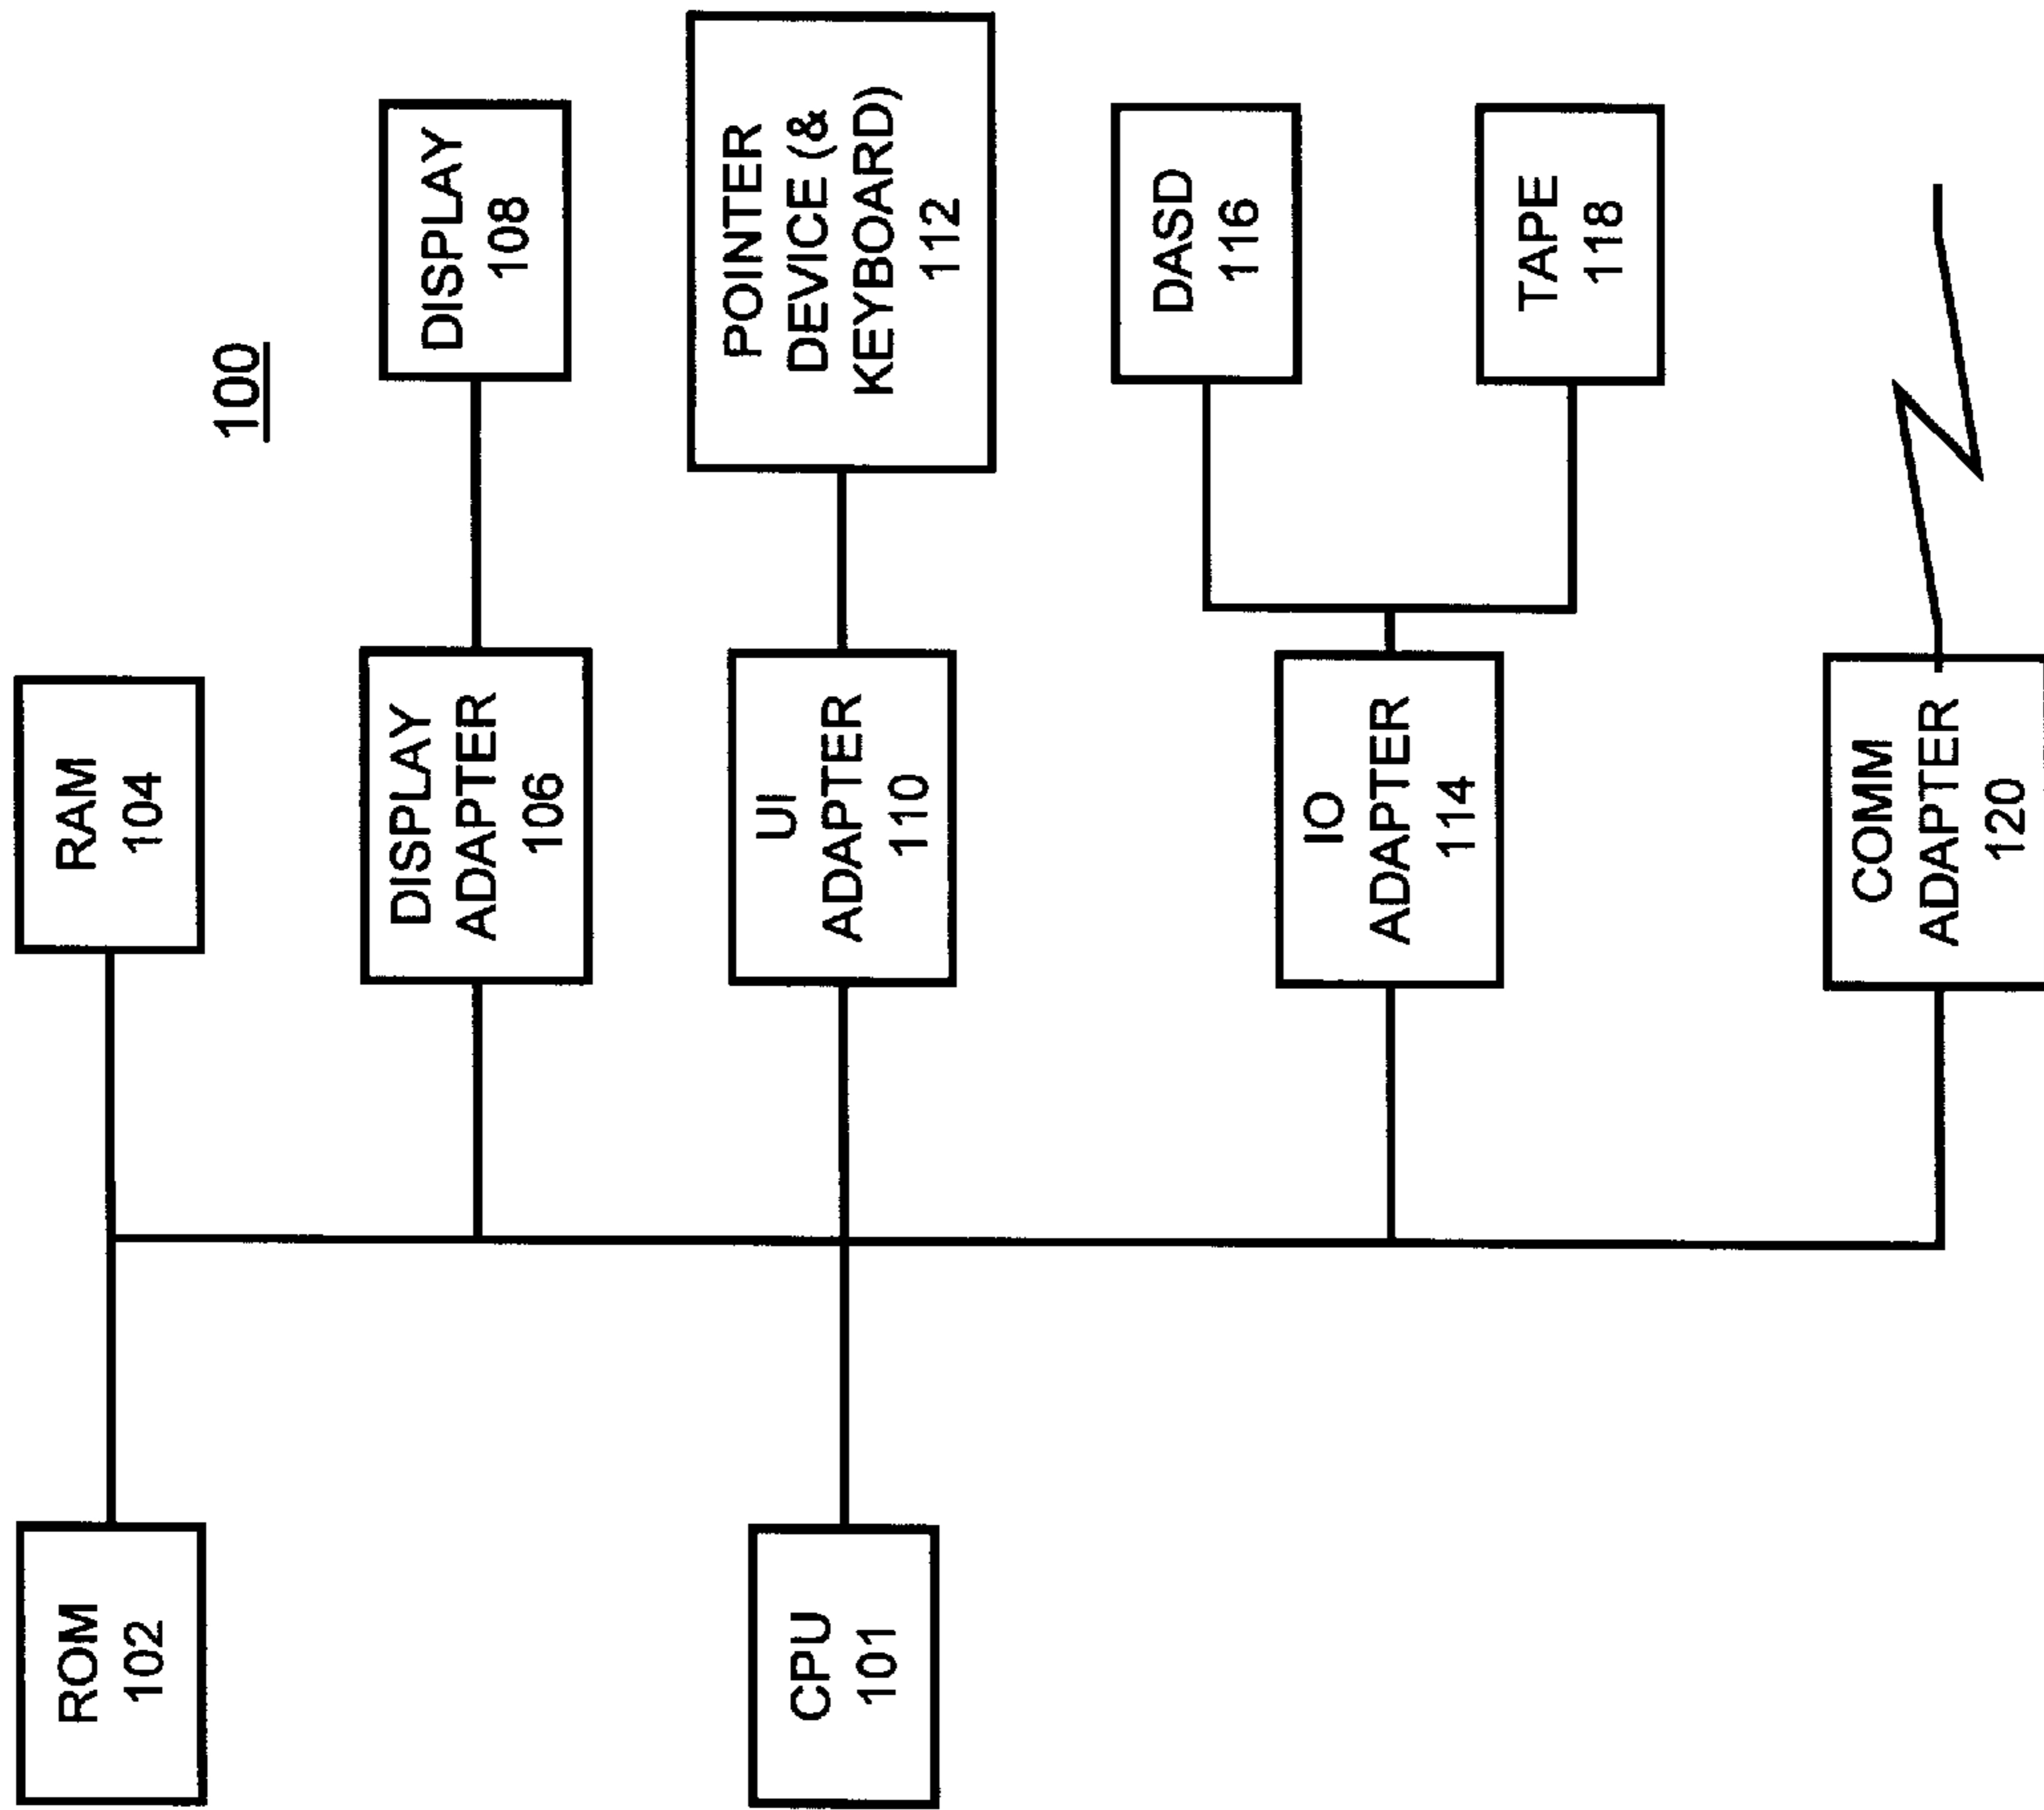 ROM
102
RAM
104
100
DISPLAY
ADAPTER
106
DISPLAY
108
CPU
101
UI
ADAPTER
110
POINTER
DEVICE (&
KEYBOARD)
112
IO
ADAPTER
114
DASD
116
TAPE
118
COMM
ADAPTER
120